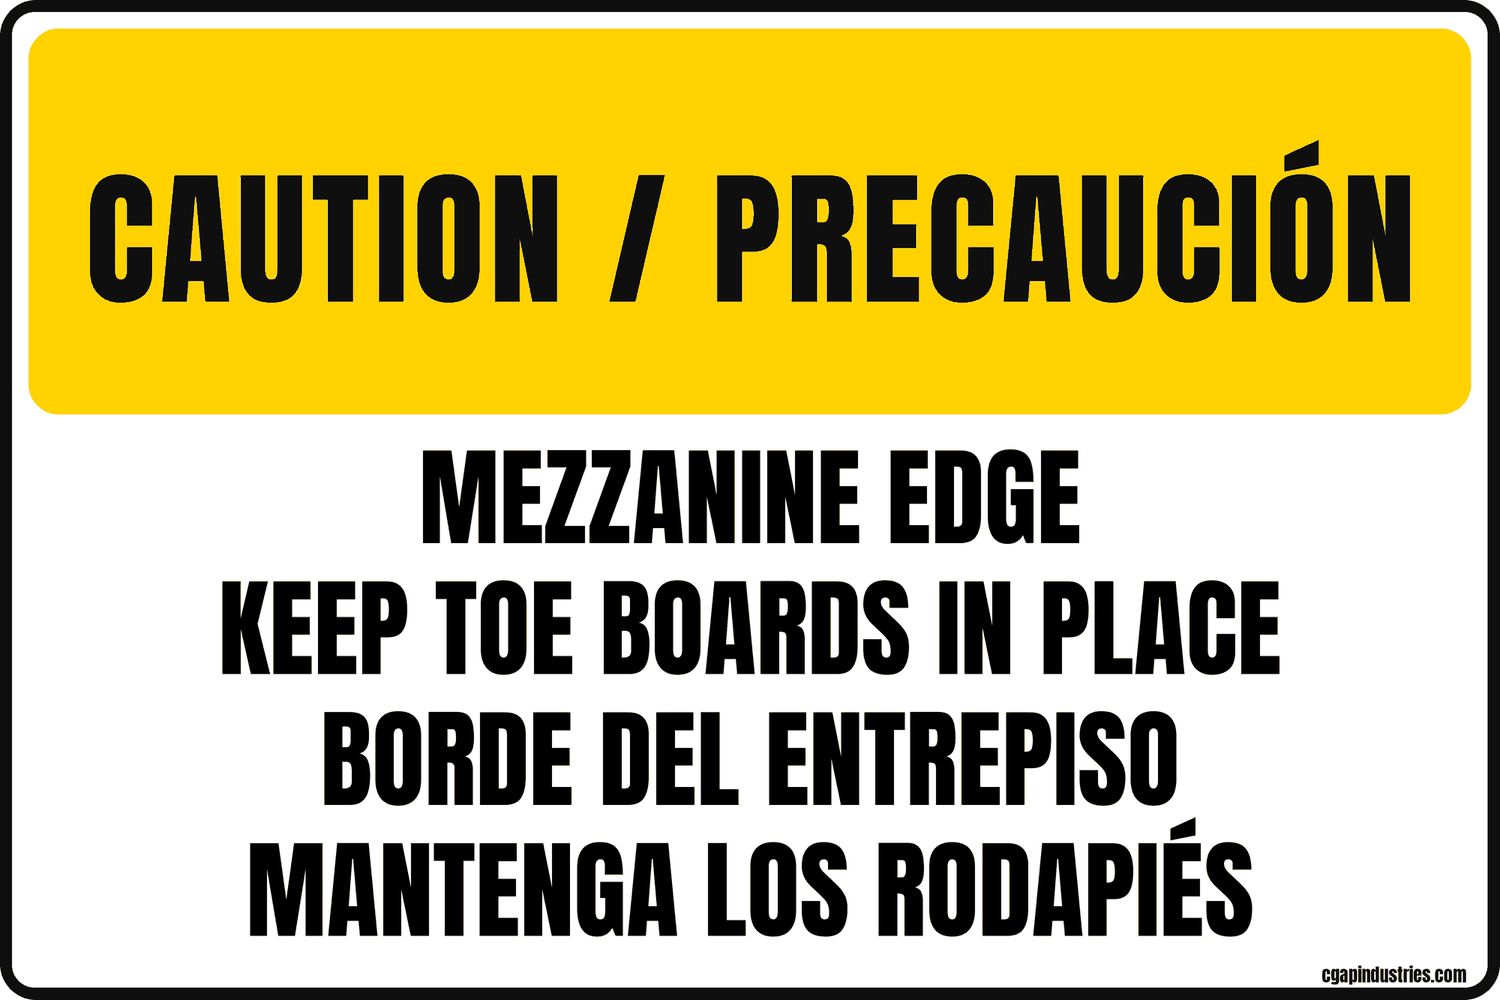 CAUTION / PRECAUCIÓN
MEZZANINE EDGE
KEEP TOE BOARDS IN PLACE
BORDE DEL ENTREPISO
MANTENGA LOS RODAPIÉS
cgapindustries.com